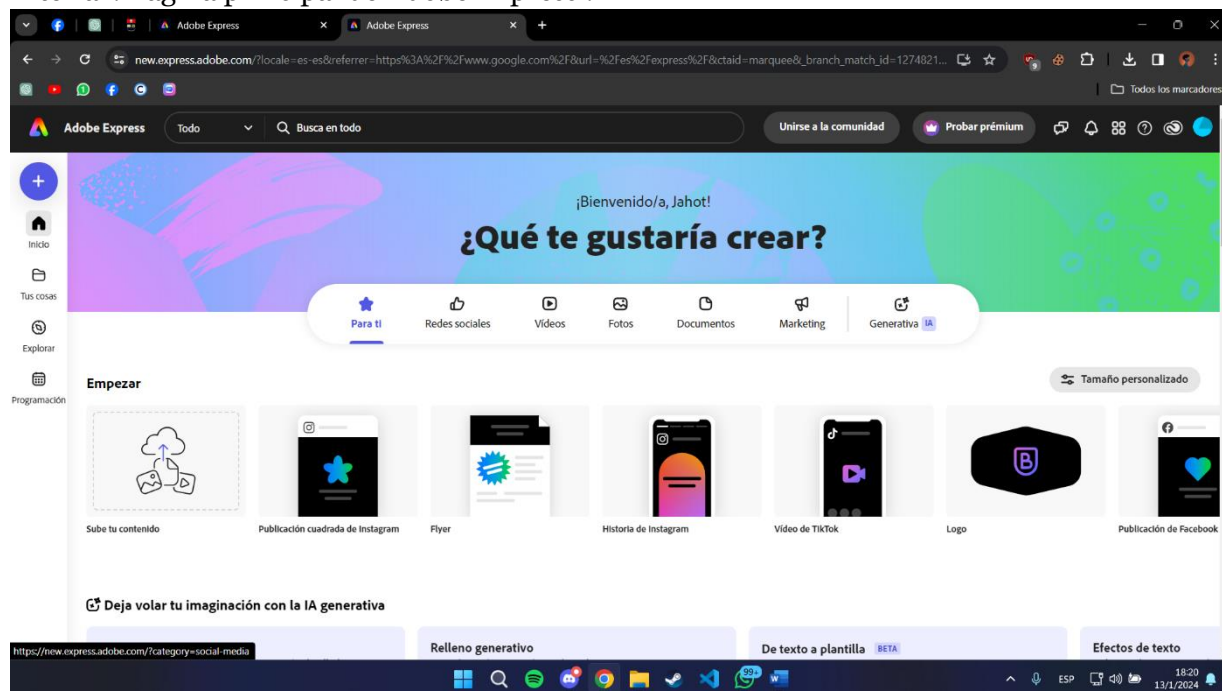 Adobe Express
Adobe Express
new.express.adobe.com/?locale=es-es&referrer=https%3A%2F%2Fwww.google.com%2F&url=%2Fes%2Fexpress%2F&ctaid=marquee&_branch_match_id=1274821...
9
Todos los marcadores
Adobe Express
Todo
Busca en todo
Unirse a la comunidad
Probar prémium
¡Bienvenido/a, Jahot!
¿Qué te gustaría crear?
Inicio
Tus cosas
Explorar
Programación
Para ti
Redes sociales
Vídeos
Fotos
Documentos
Marketing
Generativa IA
Empezar
Tamaño personalizado
B
Sube tu contenido
Publicación cuadrada de Instagram
Flyer
Historia de Instagram
Vídeo de TikTok
Logo
Publicación de Facebook
Deja volar tu imaginación con la IA generativa
Relleno generativo
De texto a plantilla BETA
Efectos de texto
https://new.express.adobe.com/?category=social-media
99+
ESP
18:20
13/1/2024